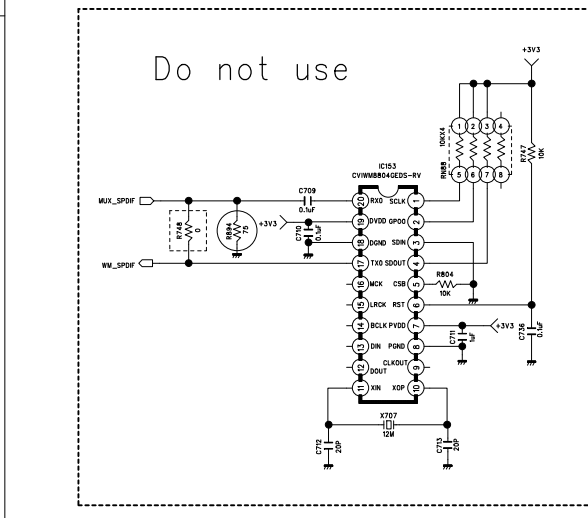 Do not use
+3V3
10KX4
1 2 3 4
RN88
5 6 7 8
R747
10K
IC153
CVIWM8804GEDS-RV
MUX_SPDIF
C709
0.1uF
20 RX0 SCLK 1
R748
0
R894
75
+3V3
C710
0.1uF
19 DVDD GPO0 2
18 DGND SDIN 3
WM_SPDIF
17 TX0 SDOUT 4
R804
10K
16 MCK CSB 5
15 LRCK RST 6
14 BCLK PVDD 7
+3V3
C711
1uF
C736
0.1uF
13 DIN PGND 8
12 DOUT CLKOUT 9
11 XIN XOP 10
X707
12M
C712
20P
C713
20P